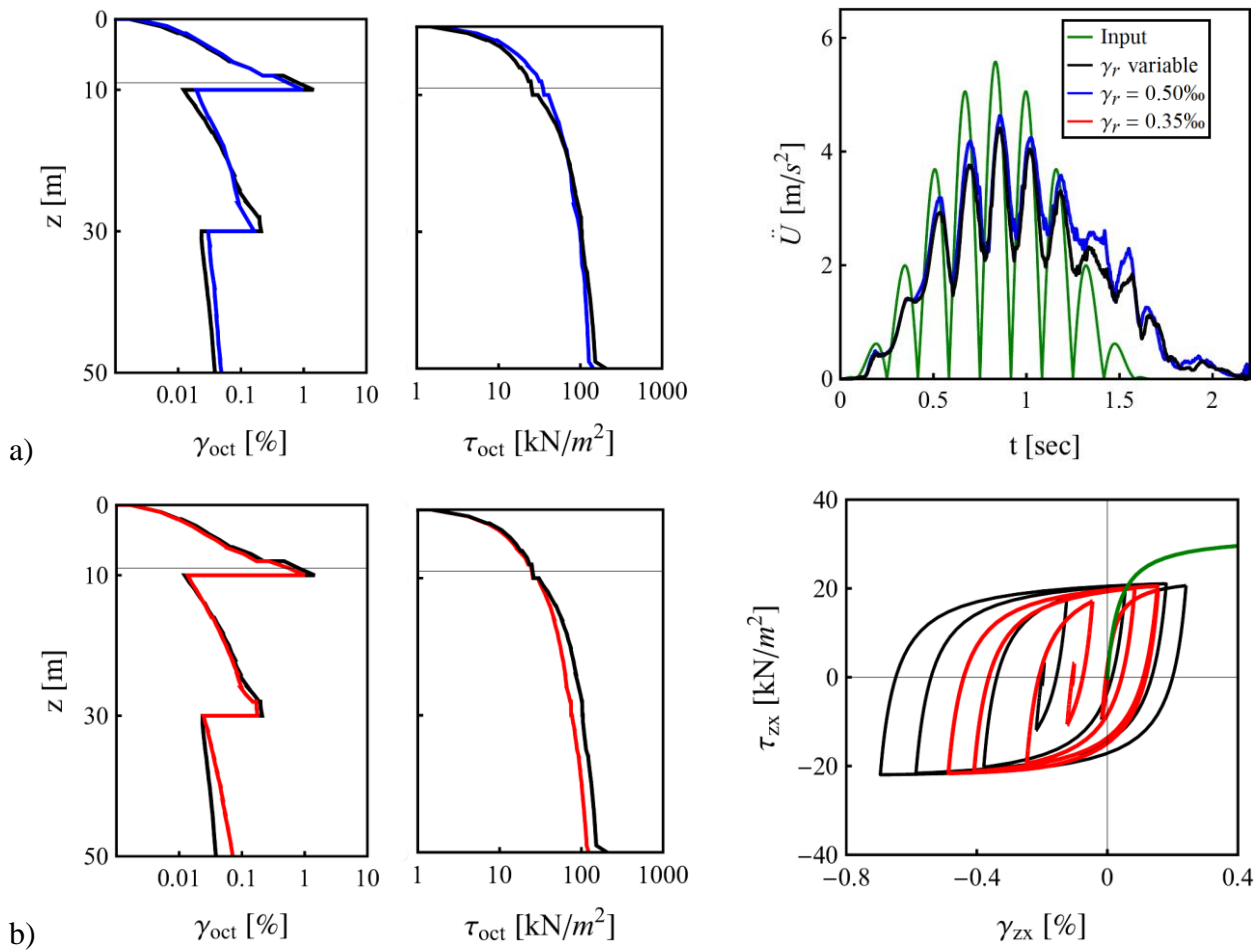 0
10
30
50
z [m]
0.01 0.1 1 10
γoct [%]
1 10 100 1000
τoct [kN/m²]
6
4
2
0
Ü [m/s²]
Input
γr variable
γr = 0.50‰
γr = 0.35‰
0 0.5 1 1.5 2
t [sec]
a)
0
10
30
50
z [m]
0.01 0.1 1 10
γoct [%]
1 10 100 1000
τoct [kN/m²]
40
20
0
−20
−40
τzx [kN/m²]
−0.8 −0.4 0 0.4
γzx [%]
b)